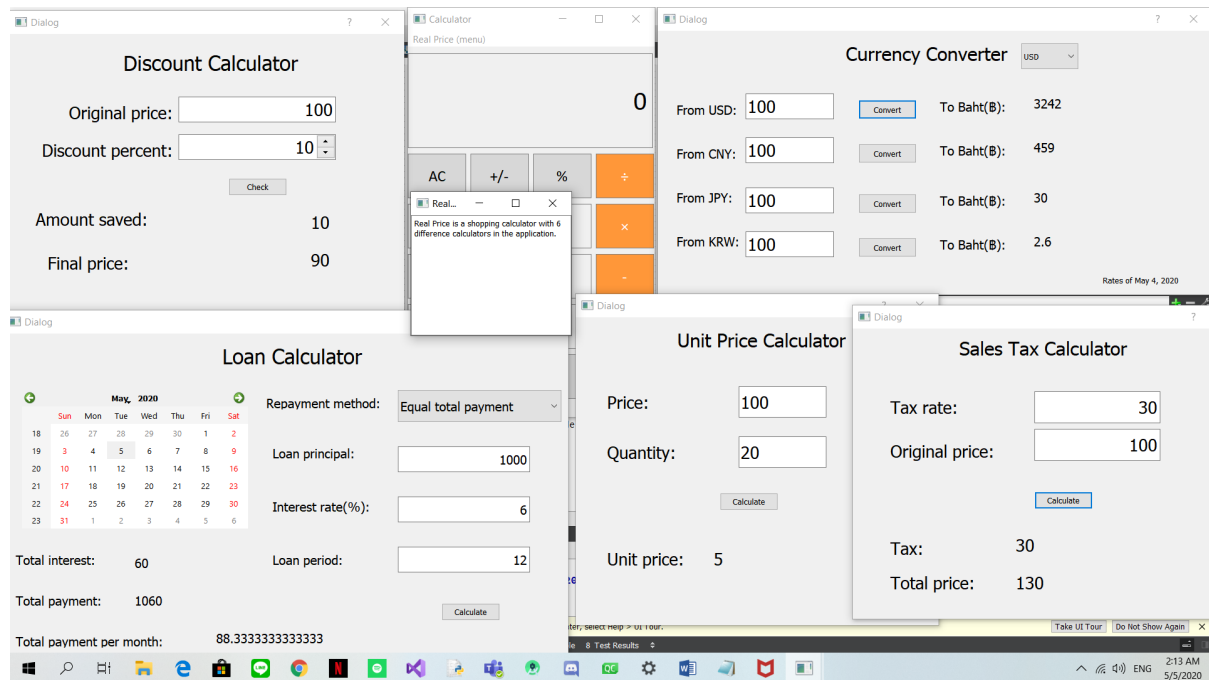 Dialog
Discount Calculator
Original price: 100
Discount percent: 10
Check
Amount saved: 10
Final price: 90
Calculator
Real Price (menu)
0
AC +/- % ÷
×
-
Real...
Real Price is a shopping calculator with 6
difference calculators in the application.
Dialog
Currency Converter USD
From USD: 100 Convert To Baht(฿): 3242
From CNY: 100 Convert To Baht(฿): 459
From JPY: 100 Convert To Baht(฿): 30
From KRW: 100 Convert To Baht(฿): 2.6
Rates of May 4, 2020
Dialog
Loan Calculator
May, 2020
Sun Mon Tue Wed Thu Fri Sat
18 26 27 28 29 30 1 2
19 3 4 5 6 7 8 9
20 10 11 12 13 14 15 16
21 17 18 19 20 21 22 23
22 24 25 26 27 28 29 30
23 31 1 2 3 4 5 6
Repayment method: Equal total payment
Loan principal: 1000
Interest rate(%): 6
Loan period: 12
Calculate
Total interest: 60
Total payment: 1060
Total payment per month: 88.3333333333333
Dialog
Unit Price Calculator
Price: 100
Quantity: 20
Calculate
Unit price: 5
Dialog
Sales Tax Calculator
Tax rate: 30
Original price: 100
Calculate
Tax: 30
Total price: 130
select Help > UI Tour.
Take UI Tour Do Not Show Again
8 Test Results
ENG
2:13 AM
5/5/2020